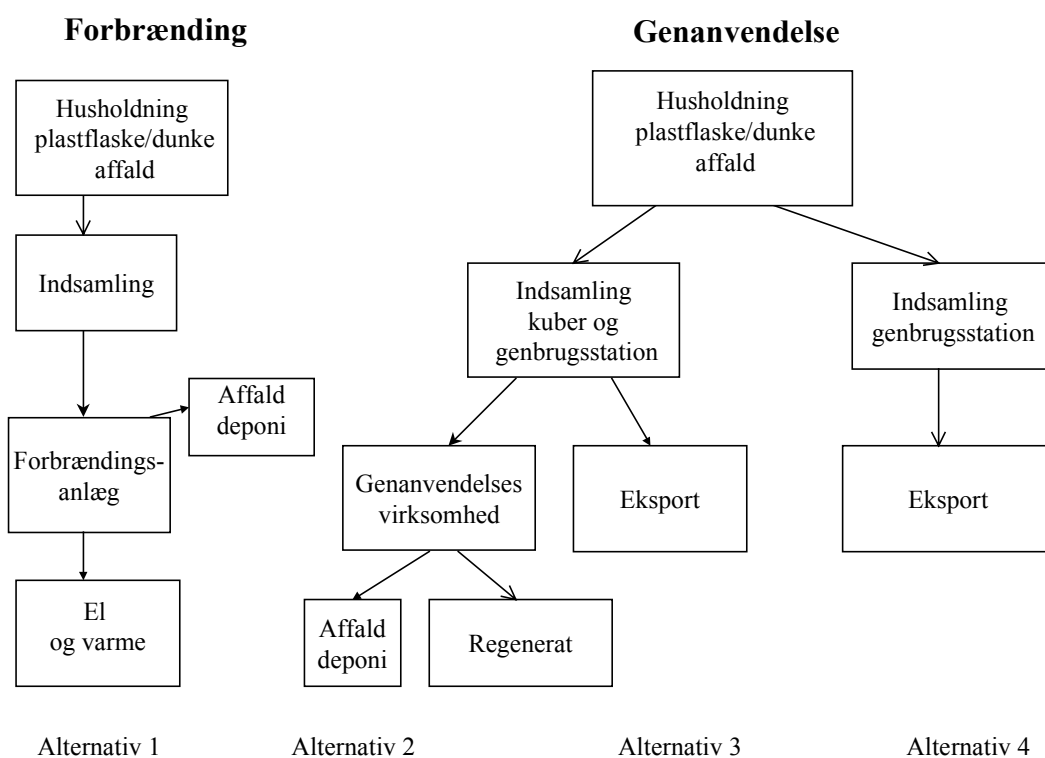 Forbrænding
Genanvendelse
Husholdning
plastflaske/dunke
affald
Indsamling
Affald
deponi
Forbrændings-
anlæg
El
og varme
Husholdning
plastflaske/dunke
affald
Indsamling
kuber og
genbrugsstation
Indsamling
genbrugsstation
Genanvendelses
virksomhed
Eksport
Eksport
Affald
deponi
Regenerat
Alternativ 1
Alternativ 2
Alternativ 3
Alternativ 4